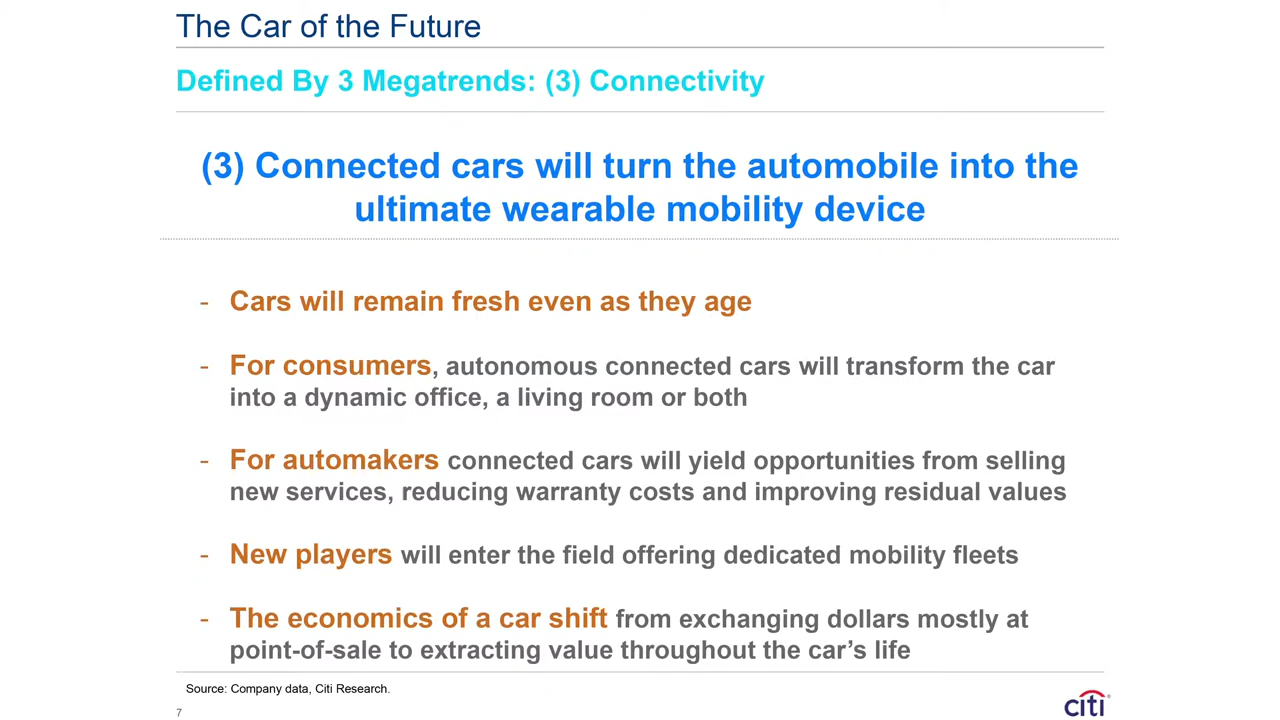 The Car of the Future
Defined By 3 Megatrends: (3) Connectivity
(3) Connected cars will turn the automobile into the
ultimate wearable mobility device
- Cars will remain fresh even as they age
- For consumers, autonomous connected cars will transform the car
into a dynamic office, a living room or both
- For automakers connected cars will yield opportunities from selling
new services, reducing warranty costs and improving residual values
- New players will enter the field offering dedicated mobility fleets
- The economics of a car shift from exchanging dollars mostly at
point-of-sale to extracting value throughout the car’s life
Source: Company data, Citi Research.
7
citi®